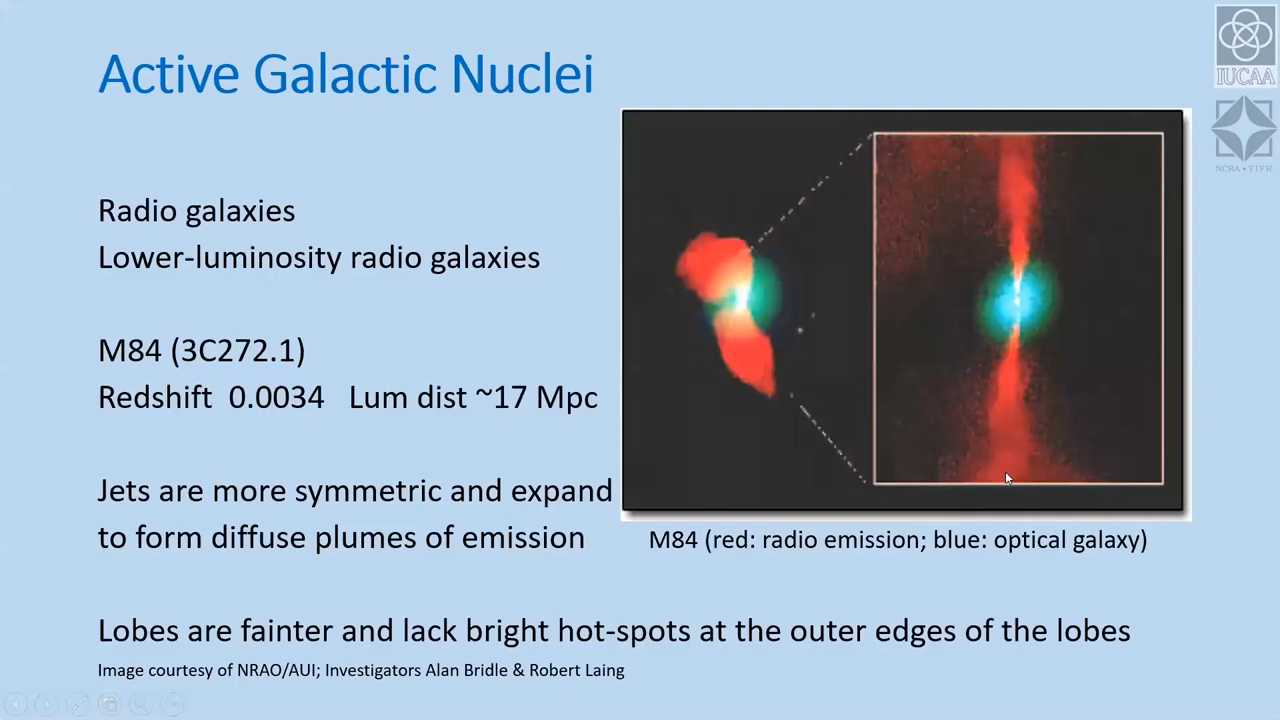 Active Galactic Nuclei
IUCAA
NCRA • TIFR
Radio galaxies
Lower-luminosity radio galaxies
M84 (3C272.1)
Redshift 0.0034 Lum dist ~17 Mpc
Jets are more symmetric and expand
to form diffuse plumes of emission
M84 (red: radio emission; blue: optical galaxy)
Lobes are fainter and lack bright hot-spots at the outer edges of the lobes
Image courtesy of NRAO/AUI; Investigators Alan Bridle & Robert Laing